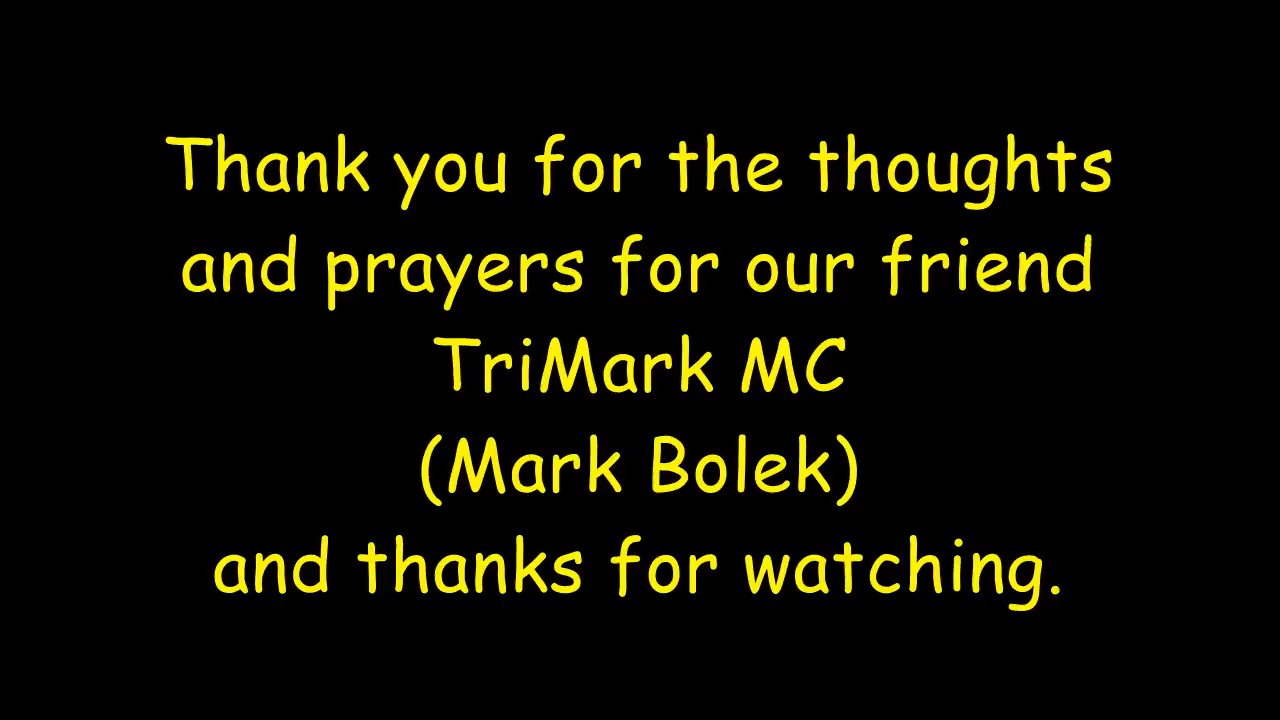 Thank you for the thoughts
and prayers for our friend
TriMark MC
(Mark Bolek)
and thanks for watching.